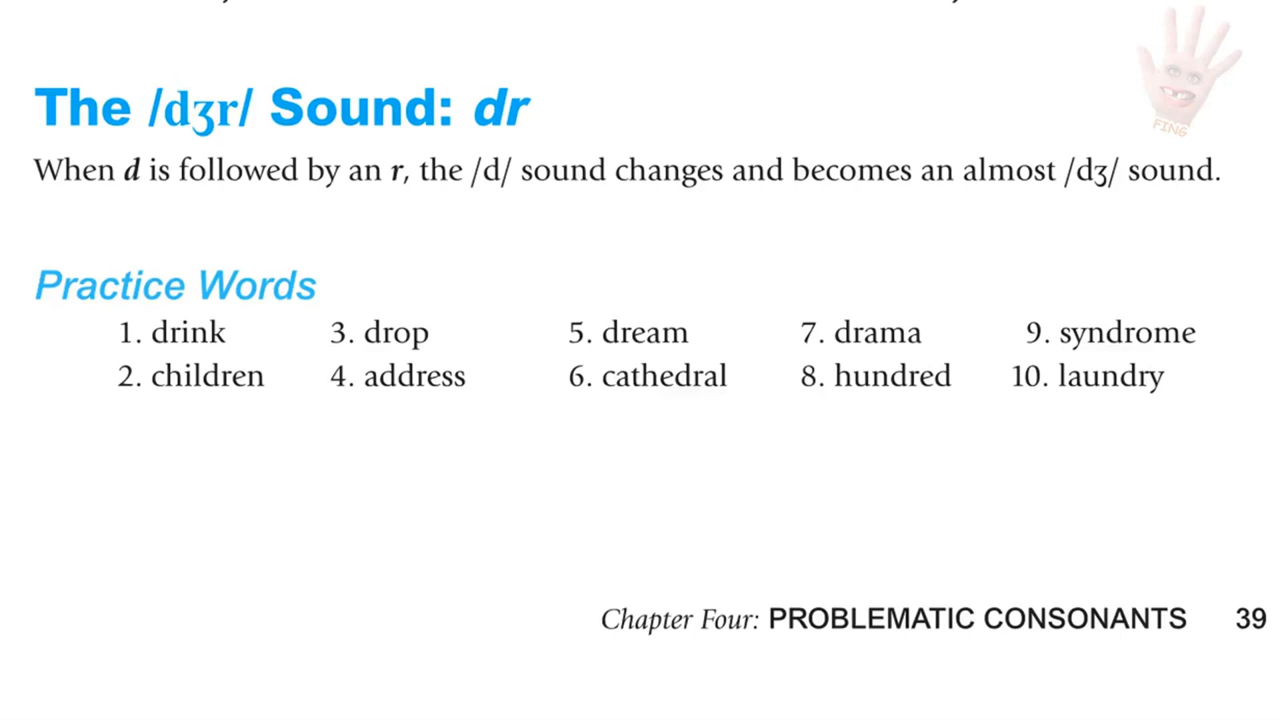 FING
The /dʒr/ Sound: dr
When d is followed by an r, the /d/ sound changes and becomes an almost /dʒ/ sound.
Practice Words
1. drink 3. drop 5. dream 7. drama 9. syndrome
2. children 4. address 6. cathedral 8. hundred 10. laundry
Chapter Four: PROBLEMATIC CONSONANTS 39